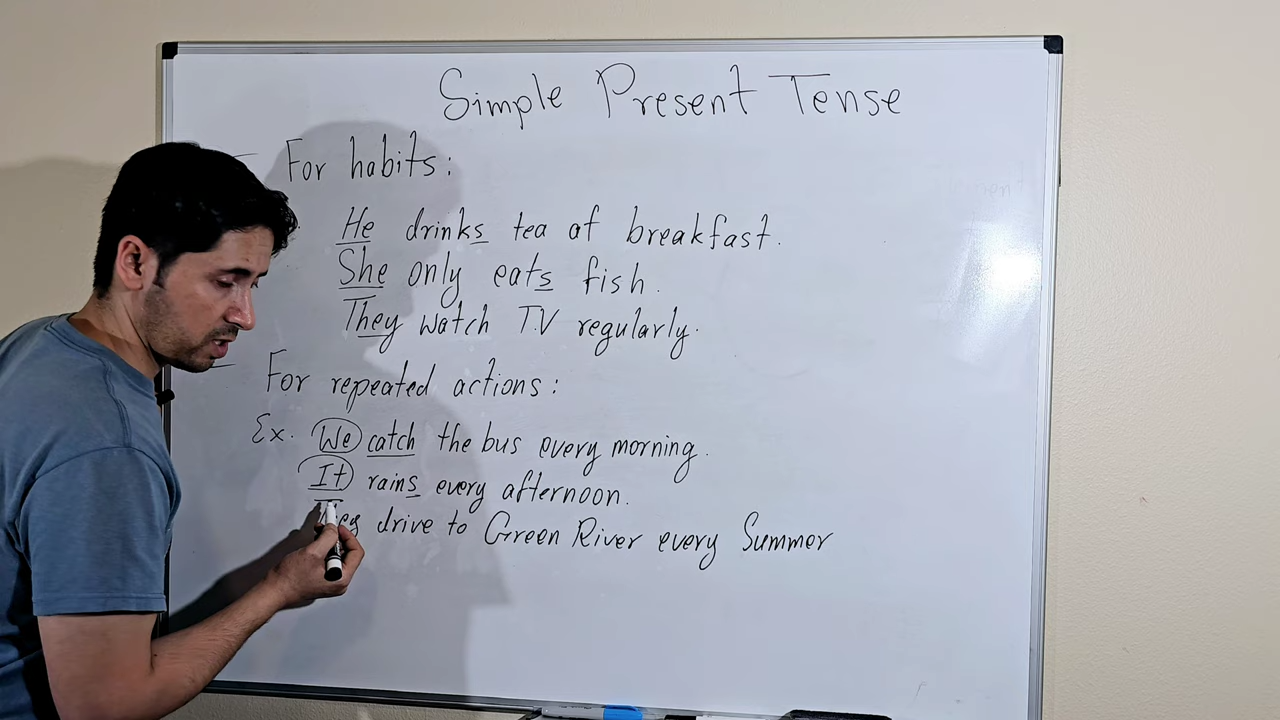 Simple Present Tense
— For habits:
He drinks tea at breakfast.
She only eats fish.
They watch T.V regularly.
— For repeated actions:
Ex. We catch the bus every morning.
It rains every afternoon.
drive to Green River every Summer